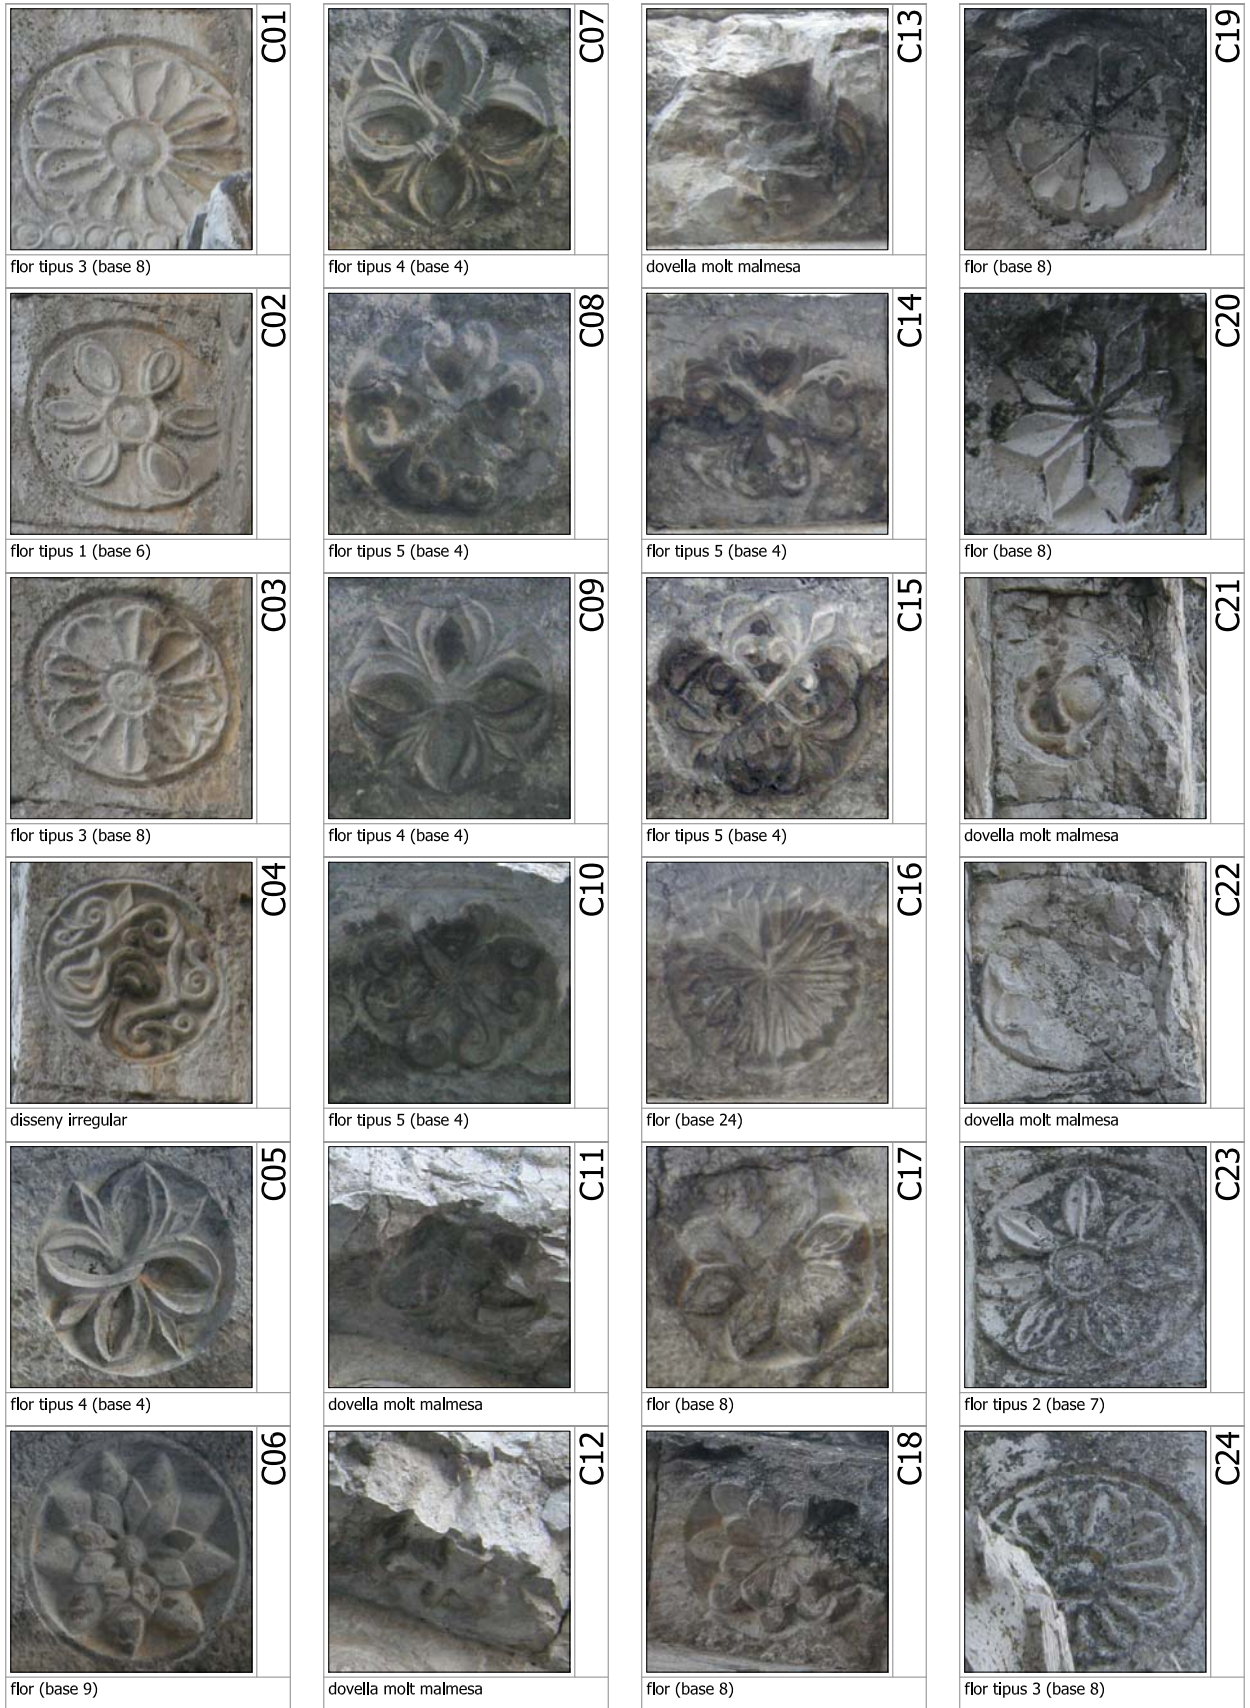 C01
flor tipus 3 (base 8)
C02
flor tipus 1 (base 6)
C03
flor tipus 3 (base 8)
C04
disseny irregular
C05
flor tipus 4 (base 4)
C06
flor (base 9)
C07
flor tipus 4 (base 4)
C08
flor tipus 5 (base 4)
C09
flor tipus 4 (base 4)
C10
flor tipus 5 (base 4)
C11
dovella molt malmesa
C12
dovella molt malmesa
C13
dovella molt malmesa
C14
flor tipus 5 (base 4)
C15
flor tipus 5 (base 4)
C16
flor (base 24)
C17
flor (base 8)
C18
flor (base 8)
C19
flor (base 8)
C20
flor (base 8)
C21
dovella molt malmesa
C22
dovella molt malmesa
C23
flor tipus 2 (base 7)
C24
flor tipus 3 (base 8)